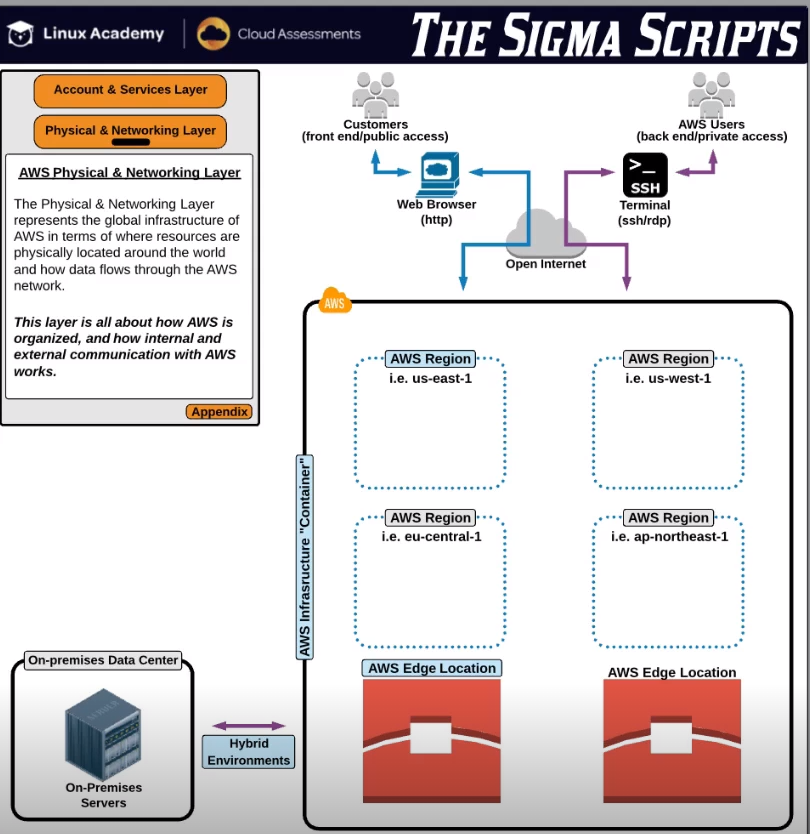 Linux Academy
Cloud Assessments
THE SIGMA SCRIPTS
Account & Services Layer
Physical & Networking Layer
AWS Physical & Networking Layer
The Physical & Networking Layer
represents the global infrastructure of
AWS in terms of where resources are
physically located around the world
and how data flows through the AWS
network.
This layer is all about how AWS is
organized, and how internal and
external communication with AWS
works.
Appendix
Customers
(front end/public access)
AWS Users
(back end/private access)
Web Browser
(http)
>_
SSH
Terminal
(ssh/rdp)
Open Internet
AWS
AWS Infrasructure "Container"
AWS Region
i.e. us-east-1
AWS Region
i.e. us-west-1
AWS Region
i.e. eu-central-1
AWS Region
i.e. ap-northeast-1
AWS Edge Location
AWS Edge Location
On-premises Data Center
SERVER
On-Premises
Servers
Hybrid
Environments